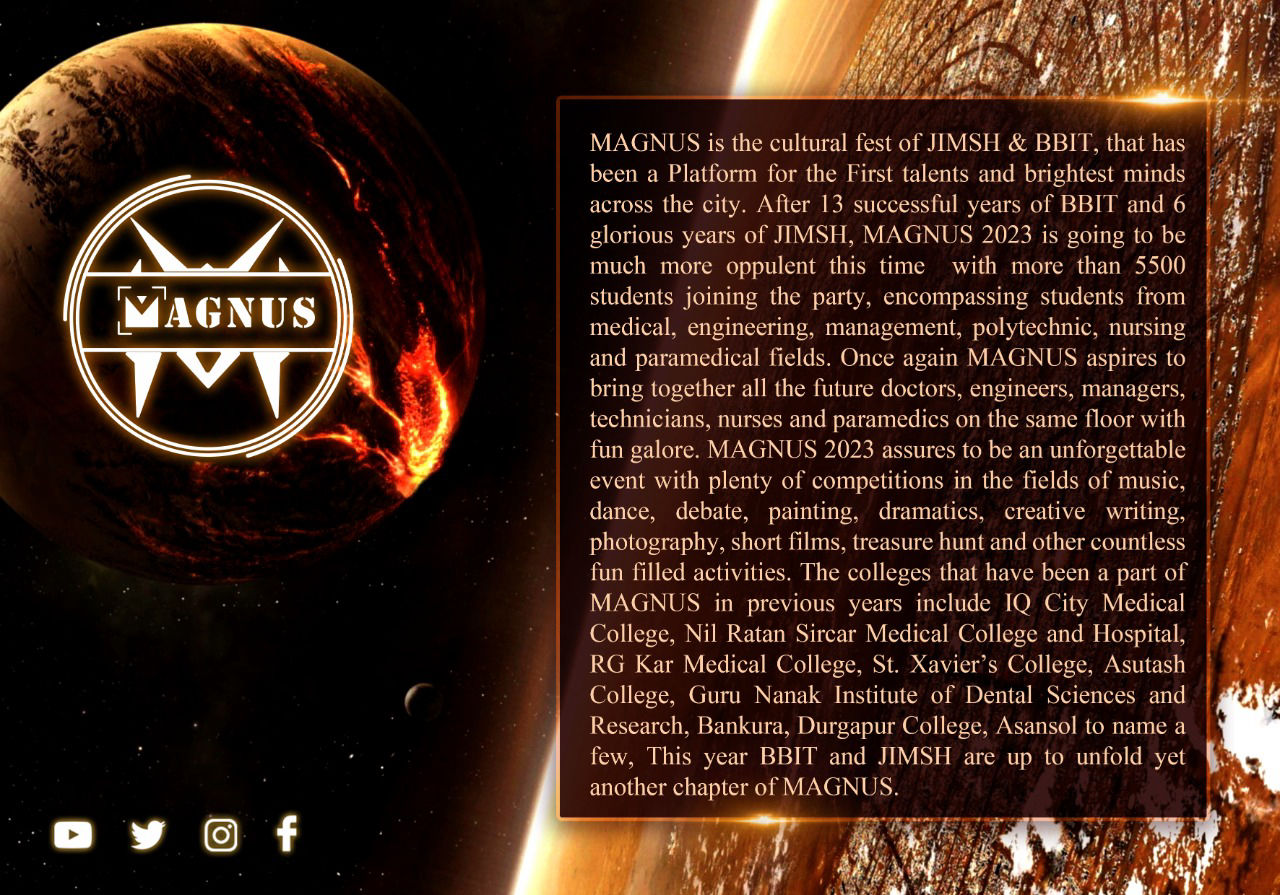 MAGNUS
MAGNUS is the cultural fest of JIMSH & BBIT, that has
been a Platform for the First talents and brightest minds
across the city. After 13 successful years of BBIT and 6
glorious years of JIMSH, MAGNUS 2023 is going to be
much more oppulent this time with more than 5500
students joining the party, encompassing students from
medical, engineering, management, polytechnic, nursing
and paramedical fields. Once again MAGNUS aspires to
bring together all the future doctors, engineers, managers,
technicians, nurses and paramedics on the same floor with
fun galore. MAGNUS 2023 assures to be an unforgettable
event with plenty of competitions in the fields of music,
dance, debate, painting, dramatics, creative writing,
photography, short films, treasure hunt and other countless
fun filled activities. The colleges that have been a part of
MAGNUS in previous years include IQ City Medical
College, Nil Ratan Sircar Medical College and Hospital,
RG Kar Medical College, St. Xavier’s College, Asutash
College, Guru Nanak Institute of Dental Sciences and
Research, Bankura, Durgapur College, Asansol to name a
few, This year BBIT and JIMSH are up to unfold yet
another chapter of MAGNUS.